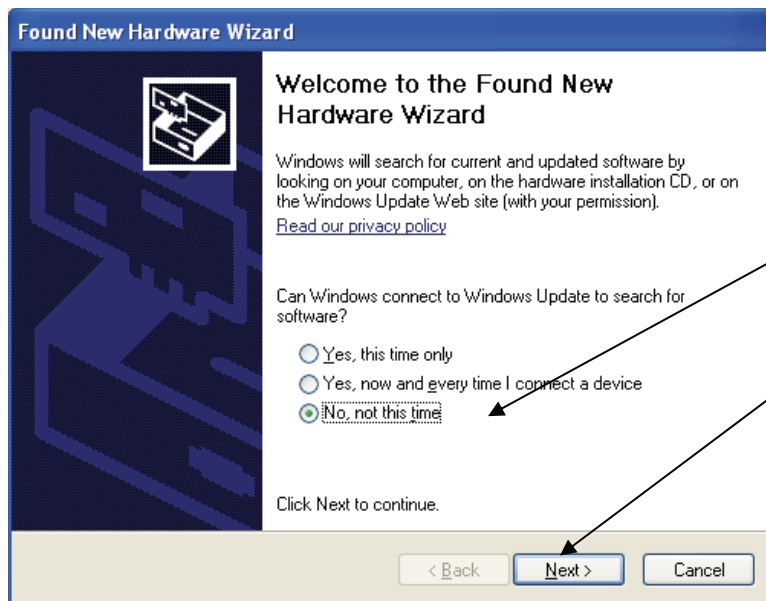 Found New Hardware Wizard
Welcome to the Found New
Hardware Wizard
Windows will search for current and updated software by
looking on your computer, on the hardware installation CD, or on
the Windows Update Web site (with your permission).
Read our privacy policy
Can Windows connect to Windows Update to search for
software?
Yes, this time only
Yes, now and every time I connect a device
No, not this time
Click Next to continue.
< Back
Next >
Cancel